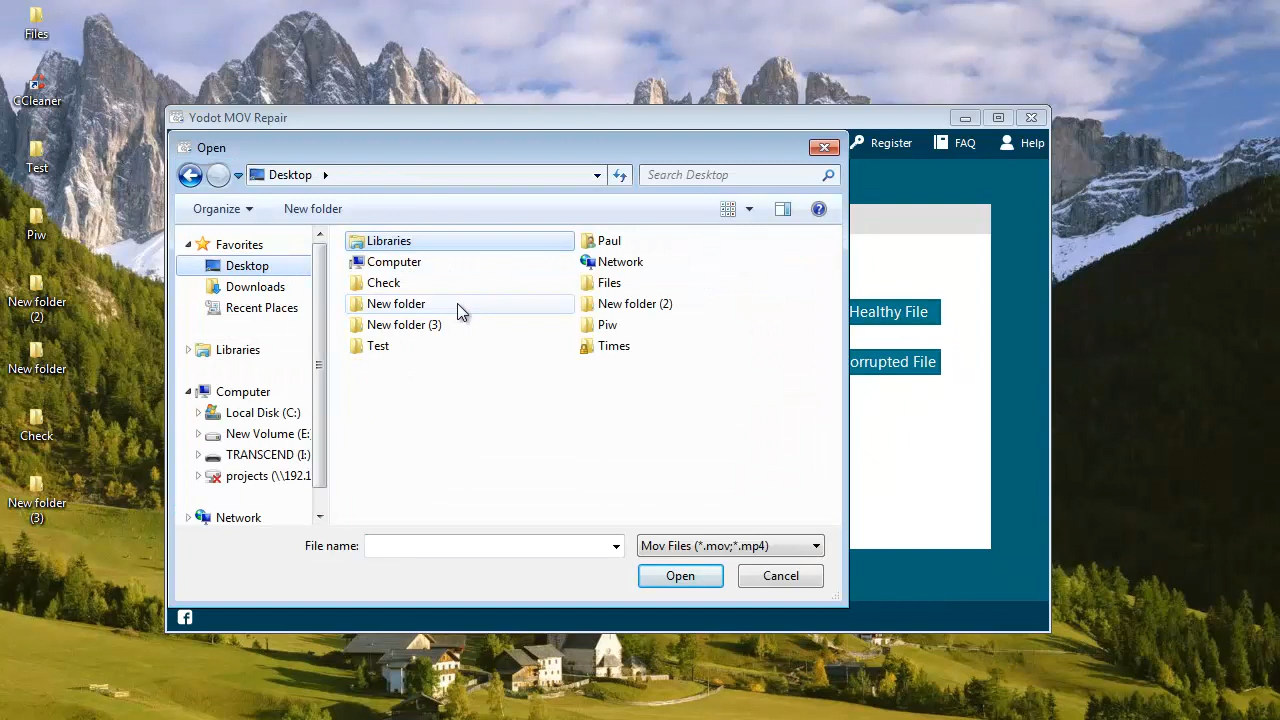 Files
CCleaner
Test
Piw
New folder
(2)
New folder
Check
New folder
(3)
Yodot MOV Repair
Register
FAQ
Help
Open
Desktop
Search Desktop
Organize
New folder
Favorites
Desktop
Downloads
Recent Places
Libraries
Computer
Local Disk (C:)
New Volume (E:
TRANSCEND (I:)
projects (\\192.1
Network
Libraries
Paul
Computer
Network
Check
Files
New folder
New folder (2)
New folder (3)
Piw
Test
Times
Healthy File
orrupted File
File name:
Mov Files (*.mov;*.mp4)
Open
Cancel